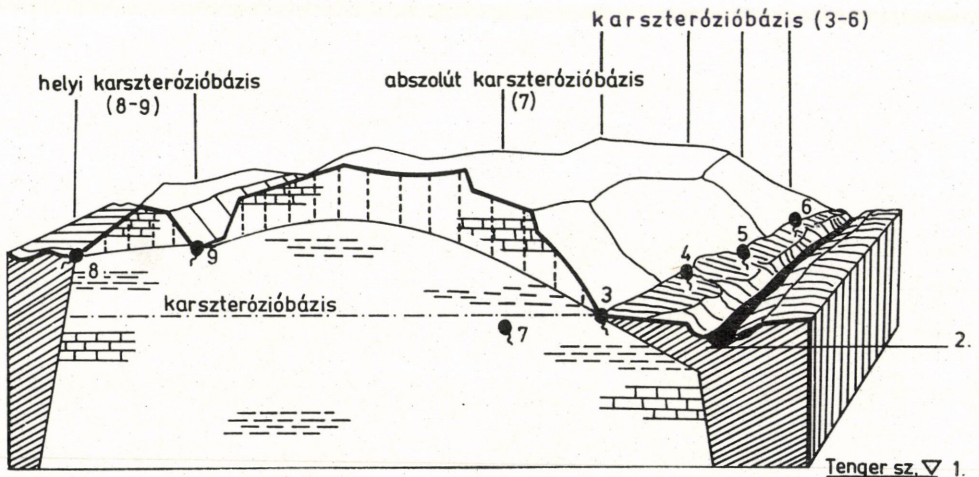 karszterózióbázis (3-6)
helyi karszterózióbázis
(8-9)
abszolút karszterózióbázis
(7)
6
5
4
8
9
karszterózióbázis
3
7
2.
Tenger sz. 1.